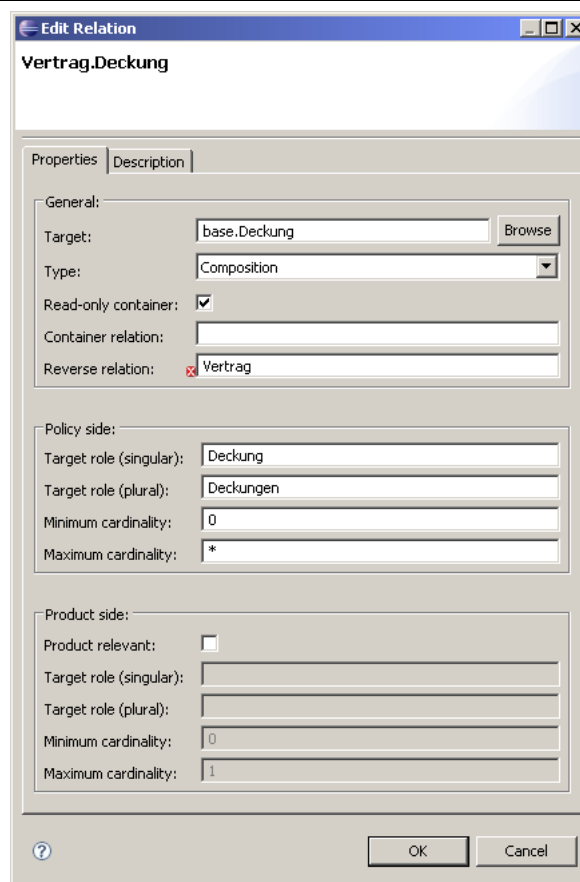 Edit Relation
Vertrag.Deckung
Properties Description
General:
Target: base.Deckung Browse
Type: Composition
Read-only container:
Container relation:
Reverse relation: Vertrag
Policy side:
Target role (singular): Deckung
Target role (plural): Deckungen
Minimum cardinality: 0
Maximum cardinality: *
Product side:
Product relevant:
Target role (singular):
Target role (plural):
Minimum cardinality: 0
Maximum cardinality: 1
? OK Cancel